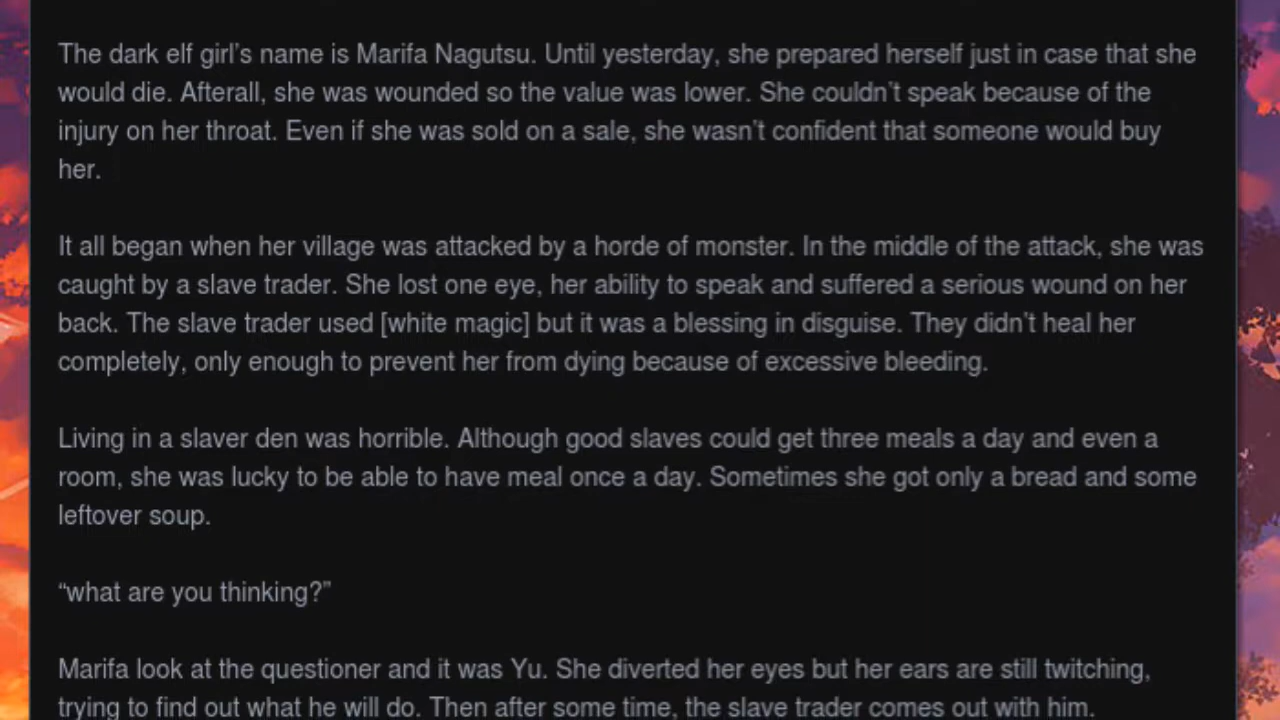 The dark elf girl’s name is Marifa Nagutsu. Until yesterday, she prepared herself just in case that she
would die. Afterall, she was wounded so the value was lower. She couldn’t speak because of the
injury on her throat. Even if she was sold on a sale, she wasn’t confident that someone would buy
her.
It all began when her village was attacked by a horde of monster. In the middle of the attack, she was
caught by a slave trader. She lost one eye, her ability to speak and suffered a serious wound on her
back. The slave trader used [white magic] but it was a blessing in disguise. They didn’t heal her
completely, only enough to prevent her from dying because of excessive bleeding.
Living in a slaver den was horrible. Although good slaves could get three meals a day and even a
room, she was lucky to be able to have meal once a day. Sometimes she got only a bread and some
leftover soup.
“what are you thinking?”
Marifa look at the questioner and it was Yu. She diverted her eyes but her ears are still twitching,
trying to find out what he will do. Then after some time, the slave trader comes out with him.